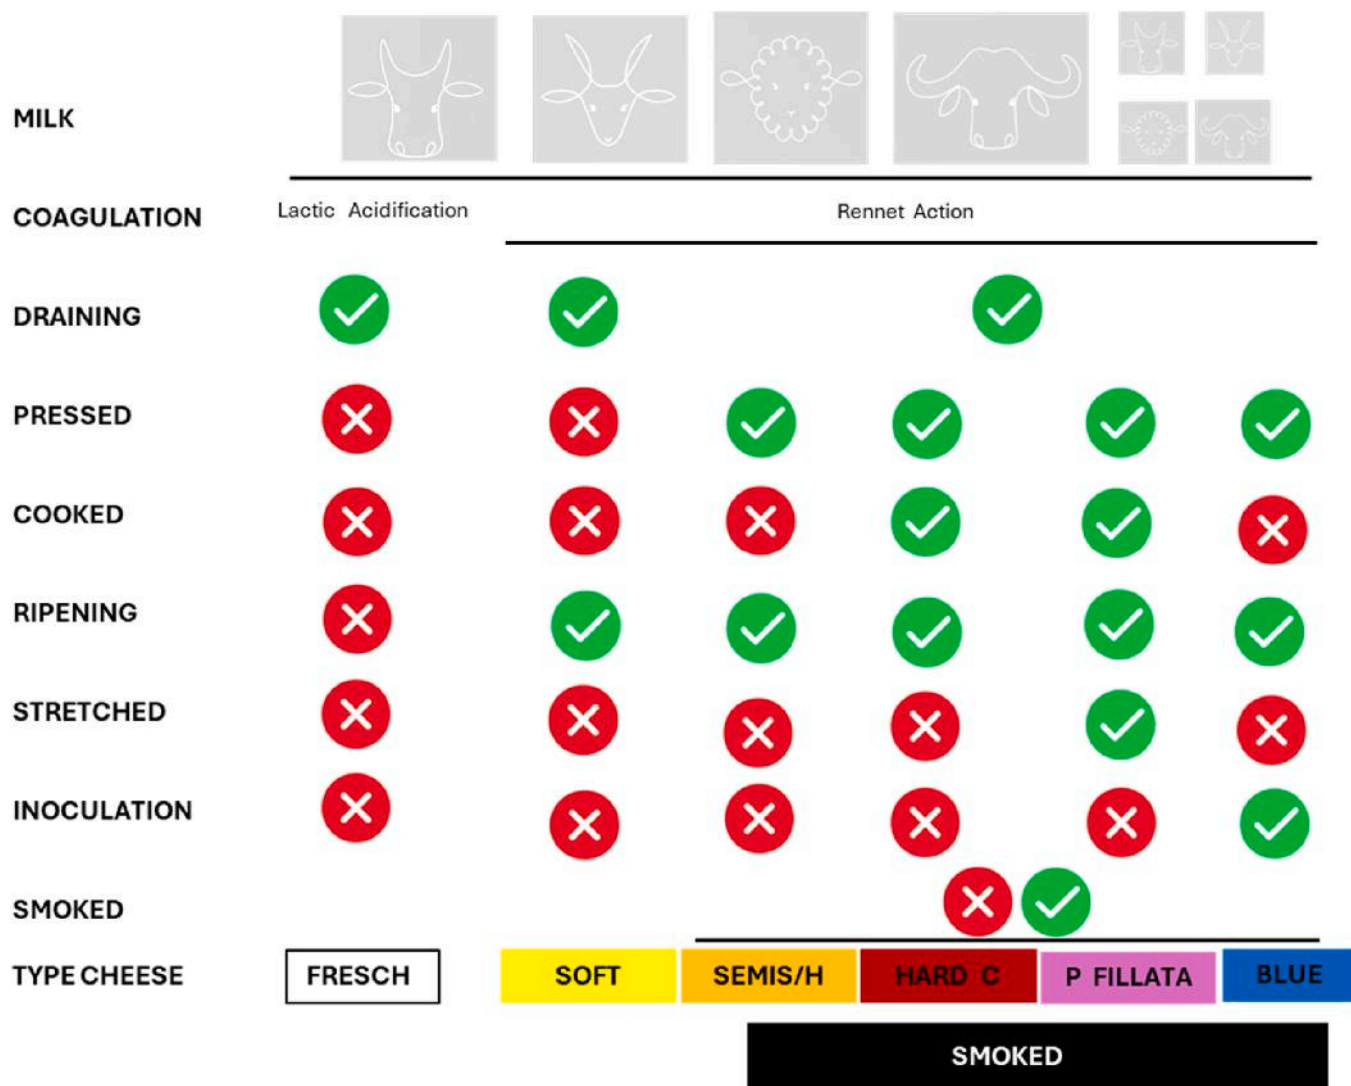 MILK
COAGULATION
Lactic Acidification
Rennet Action
DRAINING
PRESSED
COOKED
RIPENING
STRETCHED
INOCULATION
SMOKED
TYPE CHEESE
FRESCH
SOFT
SEMIS/H
HARD C
P FILLATA
BLUE
SMOKED